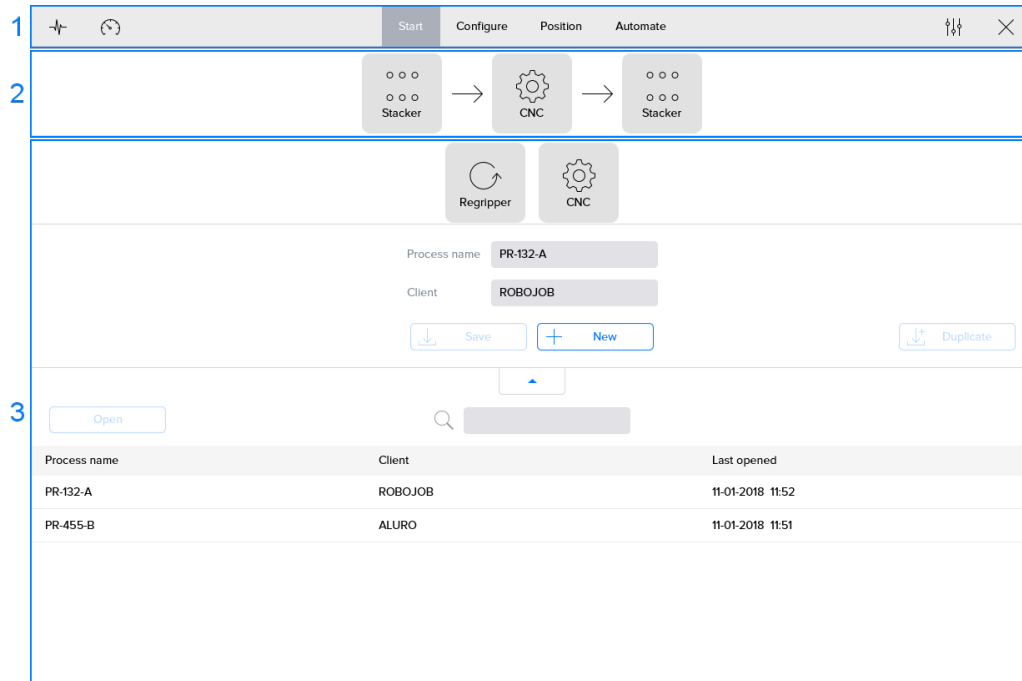 1
Start Configure Position Automate
2
Stacker CNC Stacker
Regripper CNC
Process name PR-132-A
Client ROBOJOB
Save New Duplicate
3
Open
Process name Client Last opened
PR-132-A ROBOJOB 11-01-2018 11:52
PR-455-B ALURO 11-01-2018 11:51